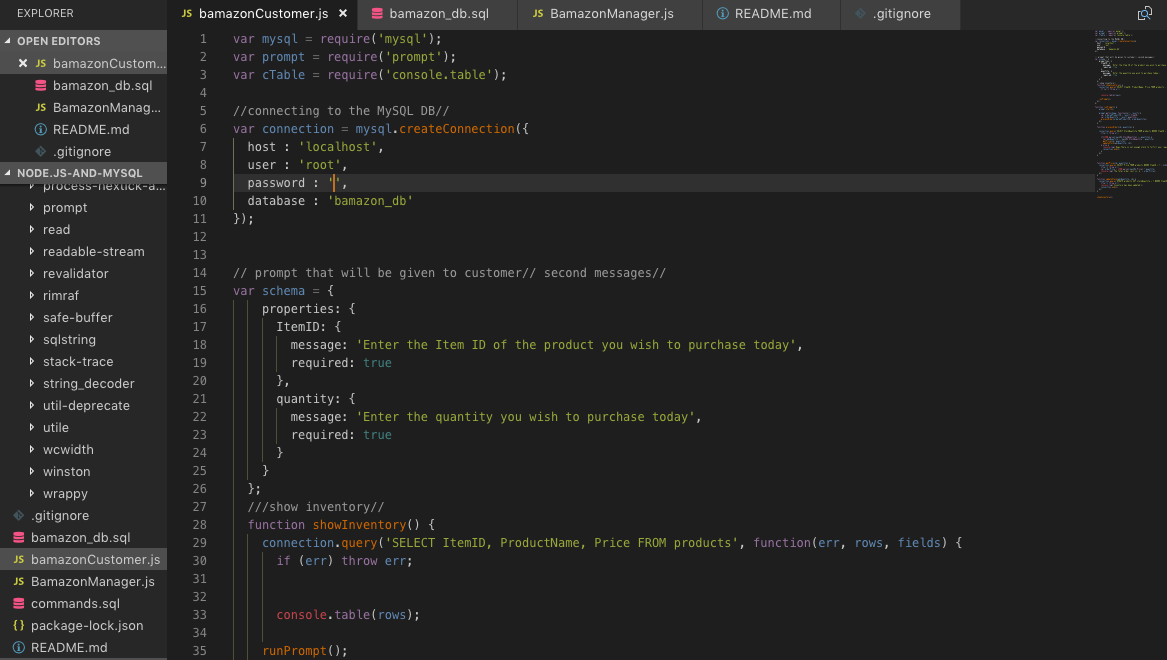 EXPLORER
OPEN EDITORS
JS bamazonCustom...
bamazon_db.sql
JS BamazonManag...
README.md
.gitignore
NODE.JS-AND-MYSQL
process-nextick-a...
prompt
read
readable-stream
revalidator
rimraf
safe-buffer
sqlstring
stack-trace
string_decoder
util-deprecate
utile
wcwidth
winston
wrappy
.gitignore
bamazon_db.sql
JS bamazonCustomer.js
JS BamazonManager.js
commands.sql
{} package-lock.json
README.md
JS bamazonCustomer.js × bamazon_db.sql JS BamazonManager.js README.md .gitignore
1 var mysql = require('mysql');
2 var prompt = require('prompt');
3 var cTable = require('console.table');
4
5 //connecting to the MySQL DB//
6 var connection = mysql.createConnection({
7 host : 'localhost',
8 user : 'root',
9 password : '',
10 database : 'bamazon_db'
11 });
12
13
14 // prompt that will be given to customer// second messages//
15 var schema = {
16 properties: {
17 ItemID: {
18 message: 'Enter the Item ID of the product you wish to purchase today',
19 required: true
20 },
21 quantity: {
22 message: 'Enter the quantity you wish to purchase today',
23 required: true
24 }
25 }
26 };
27 ///show inventory//
28 function showInventory() {
29 connection.query('SELECT ItemID, ProductName, Price FROM products', function(err, rows, fields) {
30 if (err) throw err;
31
32
33 console.table(rows);
34
35 runPrompt();